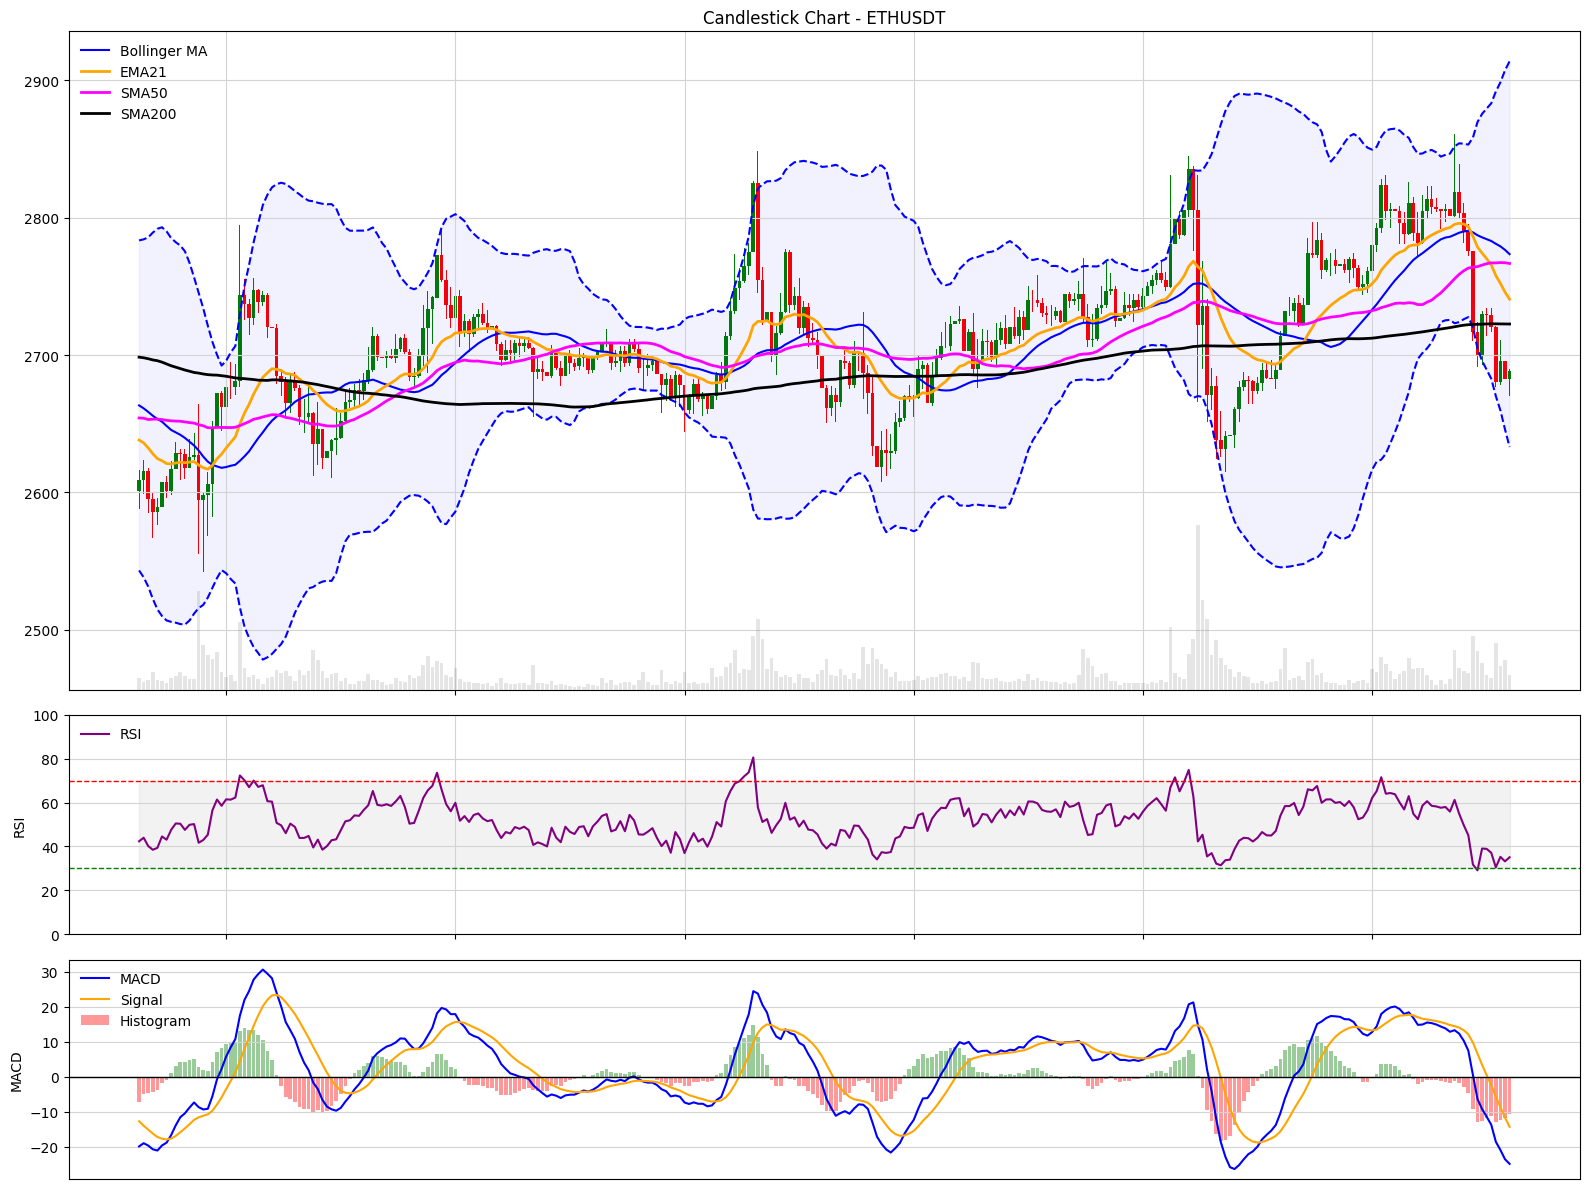 Candlestick Chart - ETHUSDT
Bollinger MA
EMA21
SMA50
SMA200
2900
2800
2700
2600
2500
RSI
100
80
60
40
20
0
RSI
MACD
Signal
Histogram
30
20
10
0
−10
−20
MACD